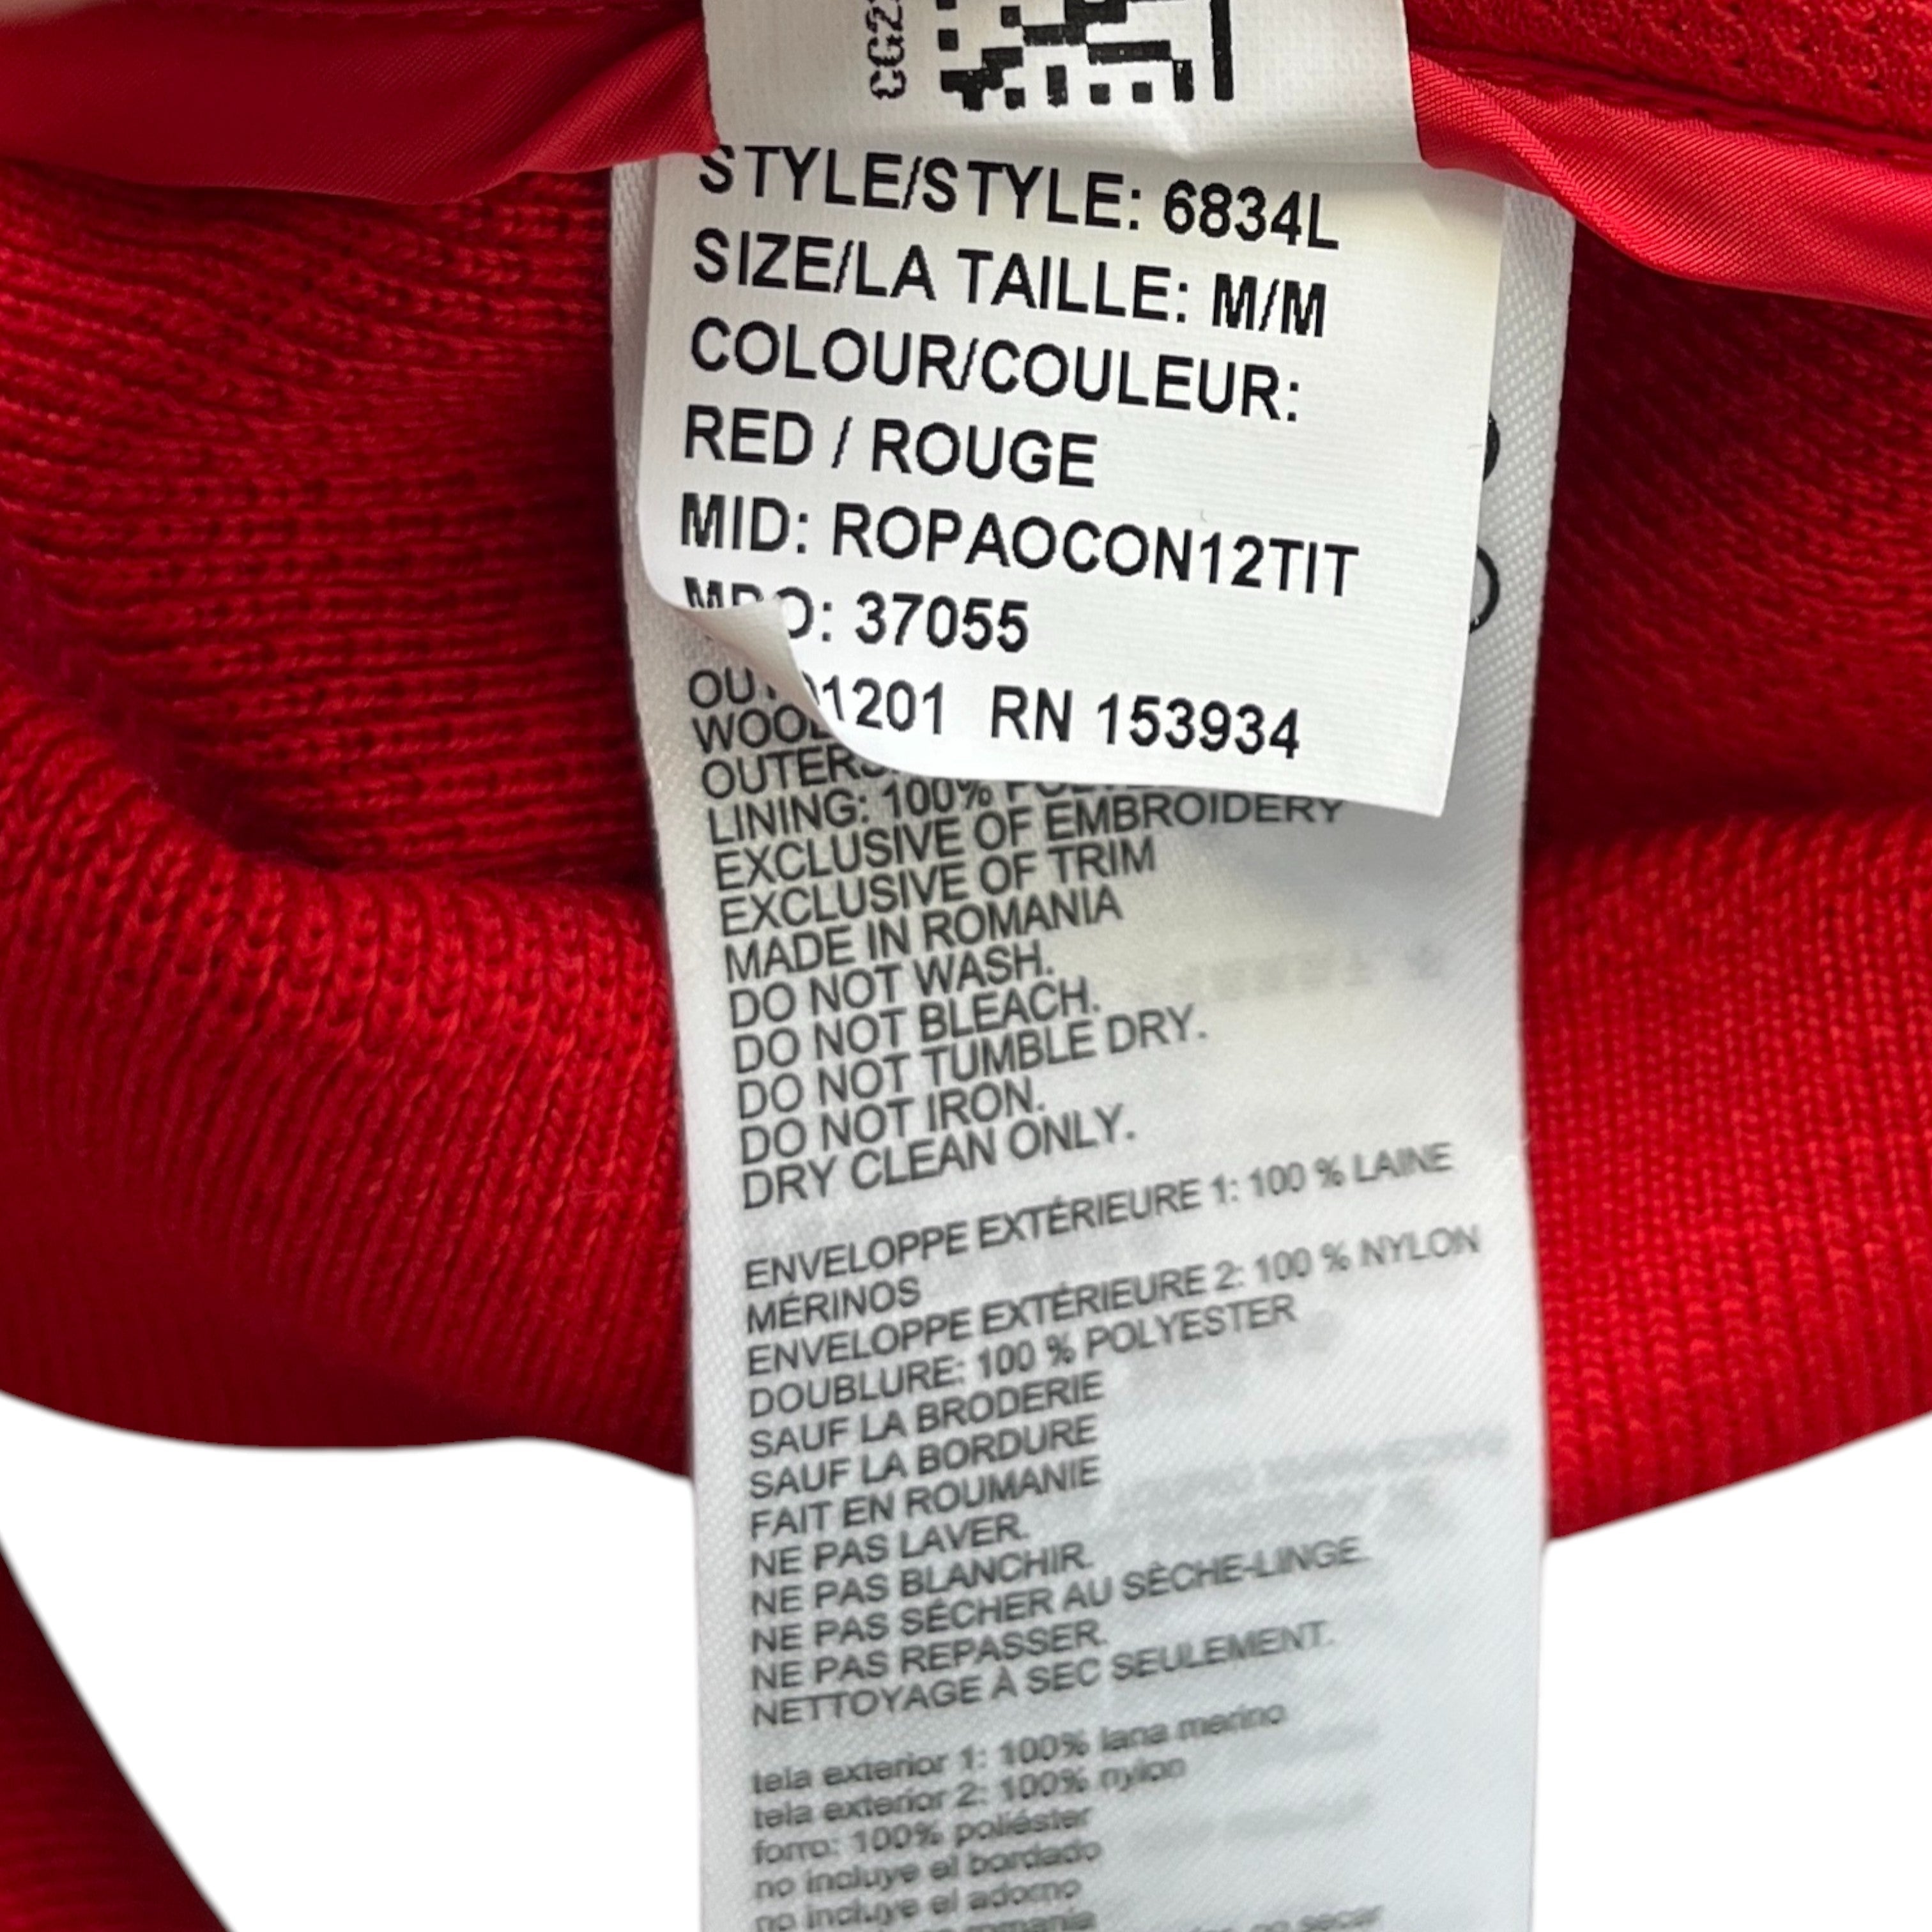 CG2
STYLE/STYLE: 6834L
SIZE/LA TAILLE: M/M
COLOUR/COULEUR:
RED / ROUGE
MID: ROPAOCON12TIT
37055
1201 RN 153934
LINING: 100%
EXCLUSIVE OF EMBROIDERY
EXCLUSIVE OF TRIM
MADE IN ROMANIA
DO NOT WASH.
DO NOT BLEACH.
DO NOT TUMBLE DRY.
DO NOT IRON.
DRY CLEAN ONLY.
ENVELOPPE EXTÉRIEURE 1: 100 % LAINE
MÉRINOS
ENVELOPPE EXTÉRIEURE 2: 100 % NYLON
DOUBLURE: 100 % POLYESTER
SAUF LA BRODERIE
SAUF LA BORDURE
FAIT EN ROUMANIE
NE PAS LAVER.
NE PAS BLANCHIR.
NE PAS SÉCHER AU SÈCHE-LINGE.
NE PAS REPASSER.
NETTOYAGE À SEC SEULEMENT.
tela exterior 1: 100% lana merino
tela exterior 2: 100% nylon
forro: 100% poliéster
no incluye el bordado
no incluye el adorno